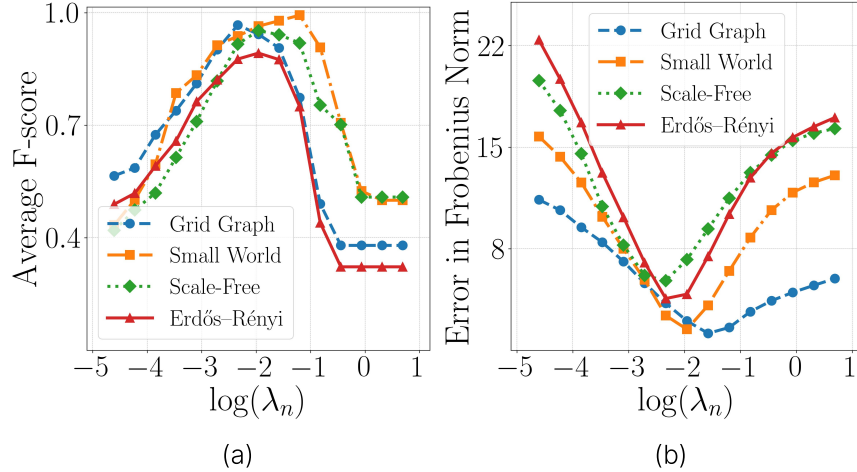 Average F-score
1.0
0.7
0.4
Grid Graph
Small World
Scale-Free
Erdős–Rényi
−5 −4 −3 −2 −1 0 1
log(λₙ)
(a)
Error in Frobenius Norm
22
15
8
Grid Graph
Small World
Scale-Free
Erdős–Rényi
−5 −4 −3 −2 −1 0 1
log(λₙ)
(b)